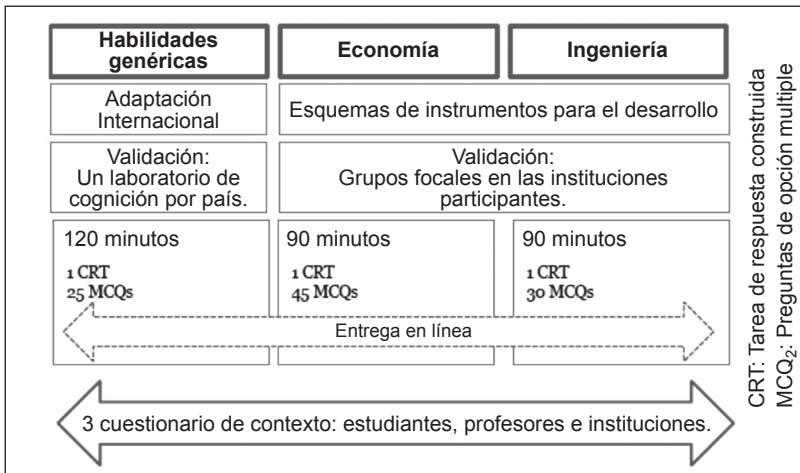 Habilidades
genéricas
Economía
Ingeniería
Adaptación
Internacional
Esquemas de instrumentos para el desarrollo
Validación:
Un laboratorio de
cognición por país.
Validación:
Grupos focales en las instituciones
participantes.
120 minutos
1 CRT
25 MCQs
90 minutos
1 CRT
45 MCQs
90 minutos
1 CRT
30 MCQs
Entrega en línea
3 cuestionario de contexto: estudiantes, profesores e instituciones.
CRT: Tarea de respuesta construida
MCQ₂: Preguntas de opción multiple